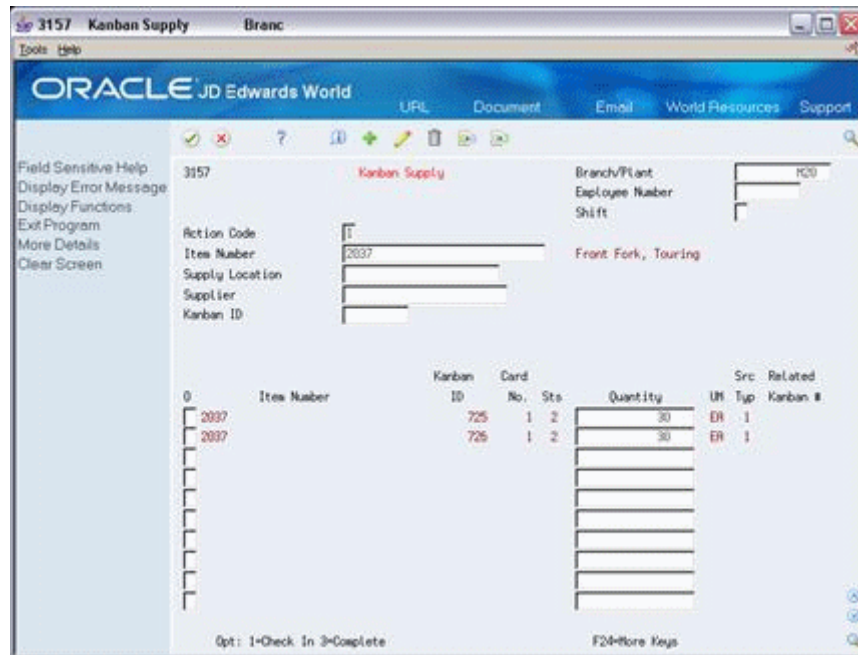 3157 Kanban Supply Branc
Tools Help
ORACLE JD Edwards World
URL Document Email World Resources Support
Field Sensitive Help
Display Error Message
Display Functions
Exit Program
More Details
Clear Screen
3157 Kanban Supply Branch/Plant M20
Employee Number
Shift
Action Code I
Item Number 2037 Front Fork, Touring
Supply Location
Supplier
Kanban ID
Kanban Card Src Related
O Item Number ID No. Sts Quantity UM Typ Kanban #
2037 725 1 2 30 EA 1
2037 726 1 2 30 EA 1
Opt: 1=Check In 3=Complete F24=More Keys